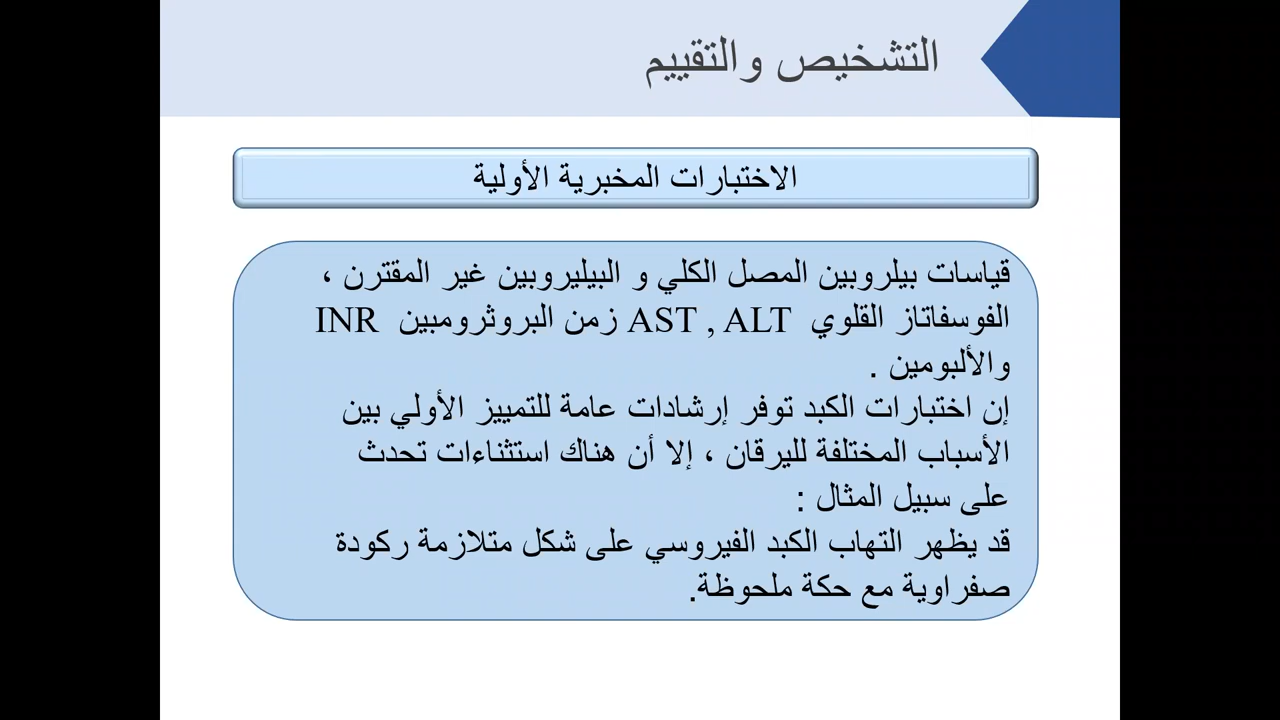 التشخيص والتقييم
الاختبارات المخبرية الأولية
قياسات بيلروبين المصل الكلي و البيليروبين غير المقترن ،
الفوسفاتاز القلوي AST , ALT زمن البروثرومبين INR
والألبومين .
إن اختبارات الكبد توفر إرشادات عامة للتمييز الأولي بين
الأسباب المختلفة لليرقان ، إلا أن هناك استثناءات تحدث
على سبيل المثال :
قد يظهر التهاب الكبد الفيروسي على شكل متلازمة ركودة
صفراوية مع حكة ملحوظة.